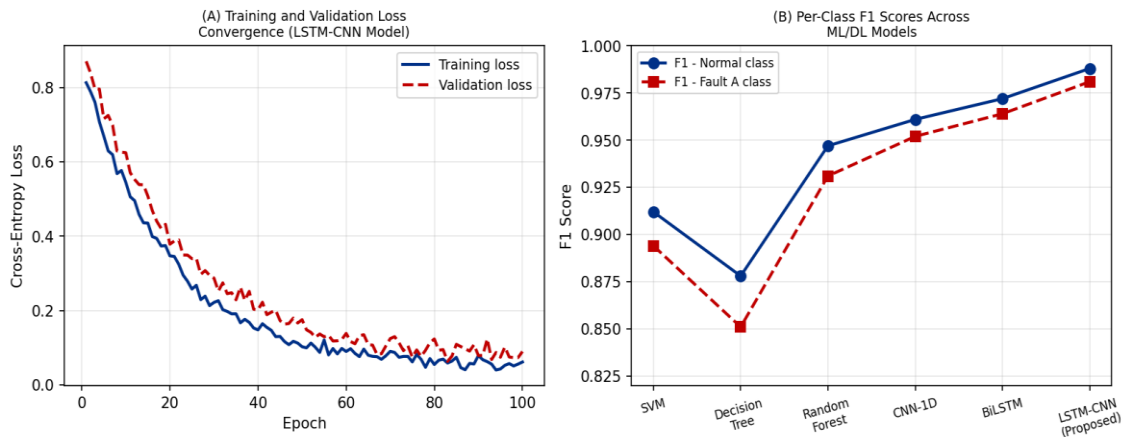 (A) Training and Validation Loss
Convergence (LSTM-CNN Model)
Training loss
Validation loss
Cross-Entropy Loss
0.8
0.6
0.4
0.2
0.0
0
20
40
60
80
100
Epoch
(B) Per-Class F1 Scores Across
ML/DL Models
F1 - Normal class
F1 - Fault A class
F1 Score
1.000
0.975
0.950
0.925
0.900
0.875
0.850
0.825
SVM
Decision
Tree
Random
Forest
CNN-1D
BiLSTM
LSTM-CNN
(Proposed)